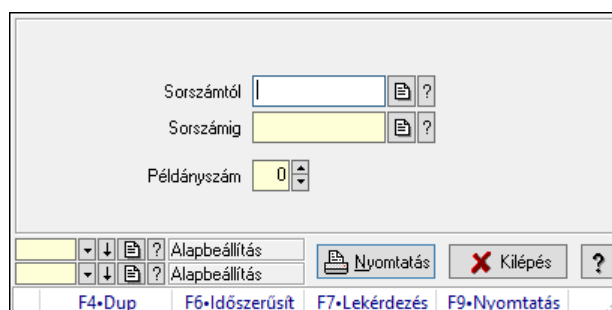 Sorszámtól ?
Sorszámig ?
Példányszám 0
? Alapbeállítás
? Alapbeállítás
Nyomtatás Kilépés ?
F4•Dup F6•Időszerűsít F7•Lekérdezés F9•Nyomtatás